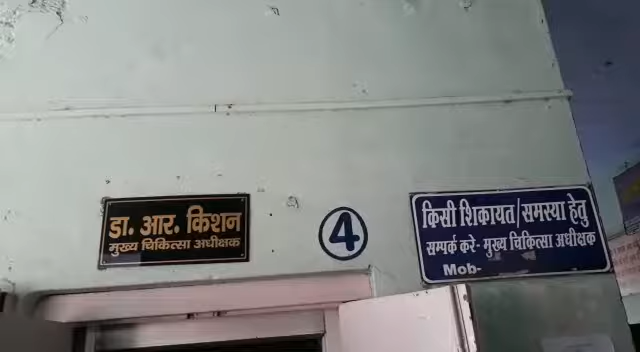 डा. आर. किशन
मुख्य चिकित्सा अधीक्षक
4
किसी शिकायत/समस्या हेतु
सम्पर्क करे- मुख्य चिकित्सा अधीक्षक
Mob-